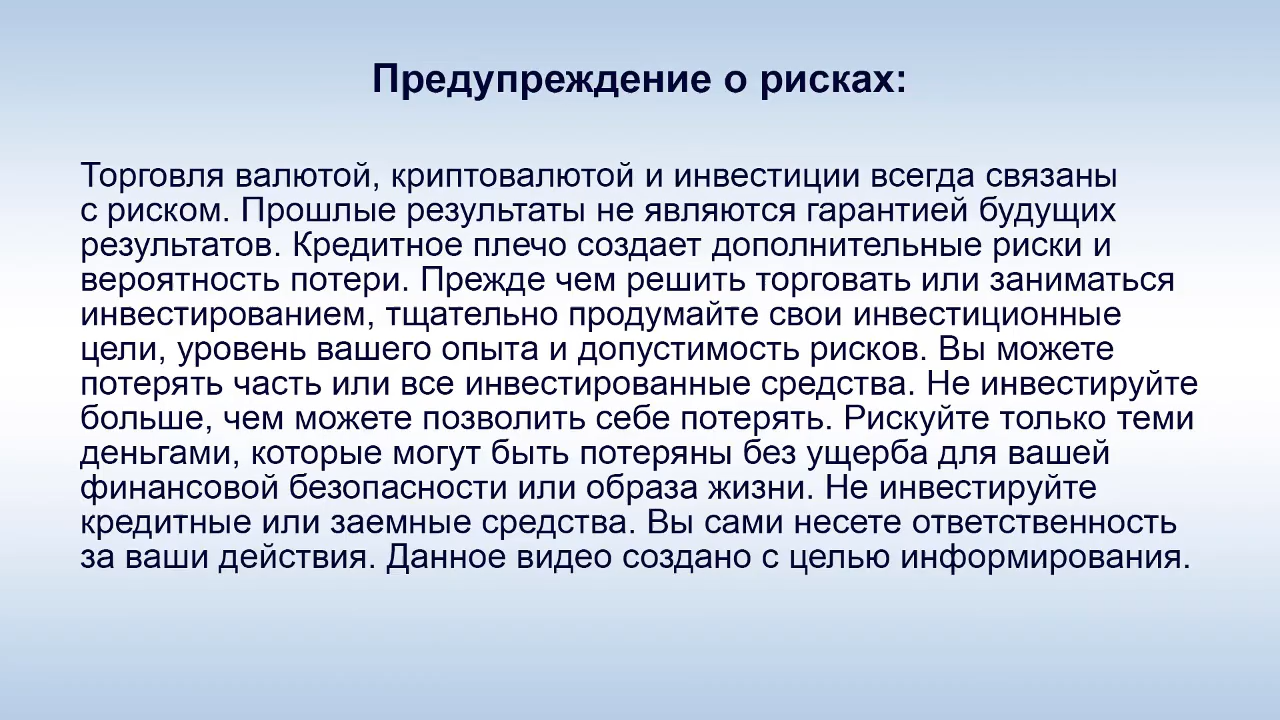 Предупреждение о рисках:
Торговля валютой, криптовалютой и инвестиции всегда связаны
с риском. Прошлые результаты не являются гарантией будущих
результатов. Кредитное плечо создает дополнительные риски и
вероятность потери. Прежде чем решить торговать или заниматься
инвестированием, тщательно продумайте свои инвестиционные
цели, уровень вашего опыта и допустимость рисков. Вы можете
потерять часть или все инвестированные средства. Не инвестируйте
больше, чем можете позволить себе потерять. Рискуйте только теми
деньгами, которые могут быть потеряны без ущерба для вашей
финансовой безопасности или образа жизни. Не инвестируйте
кредитные или заемные средства. Вы сами несете ответственность
за ваши действия. Данное видео создано с целью информирования.